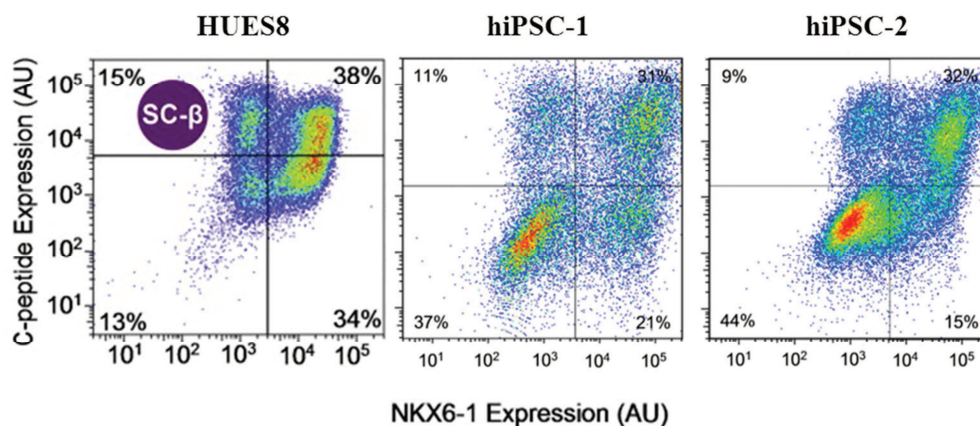 HUES8
hiPSC-1
hiPSC-2
C-peptide Expression (AU)
15%
38%
SC-β
13%
34%
10⁵
10⁴
10³
10²
10¹
10¹ 10² 10³ 10⁴ 10⁵
11%
31%
37%
21%
10¹ 10² 10³ 10⁴ 10⁵
9%
32%
44%
15%
10¹ 10² 10³ 10⁴ 10⁵
NKX6-1 Expression (AU)